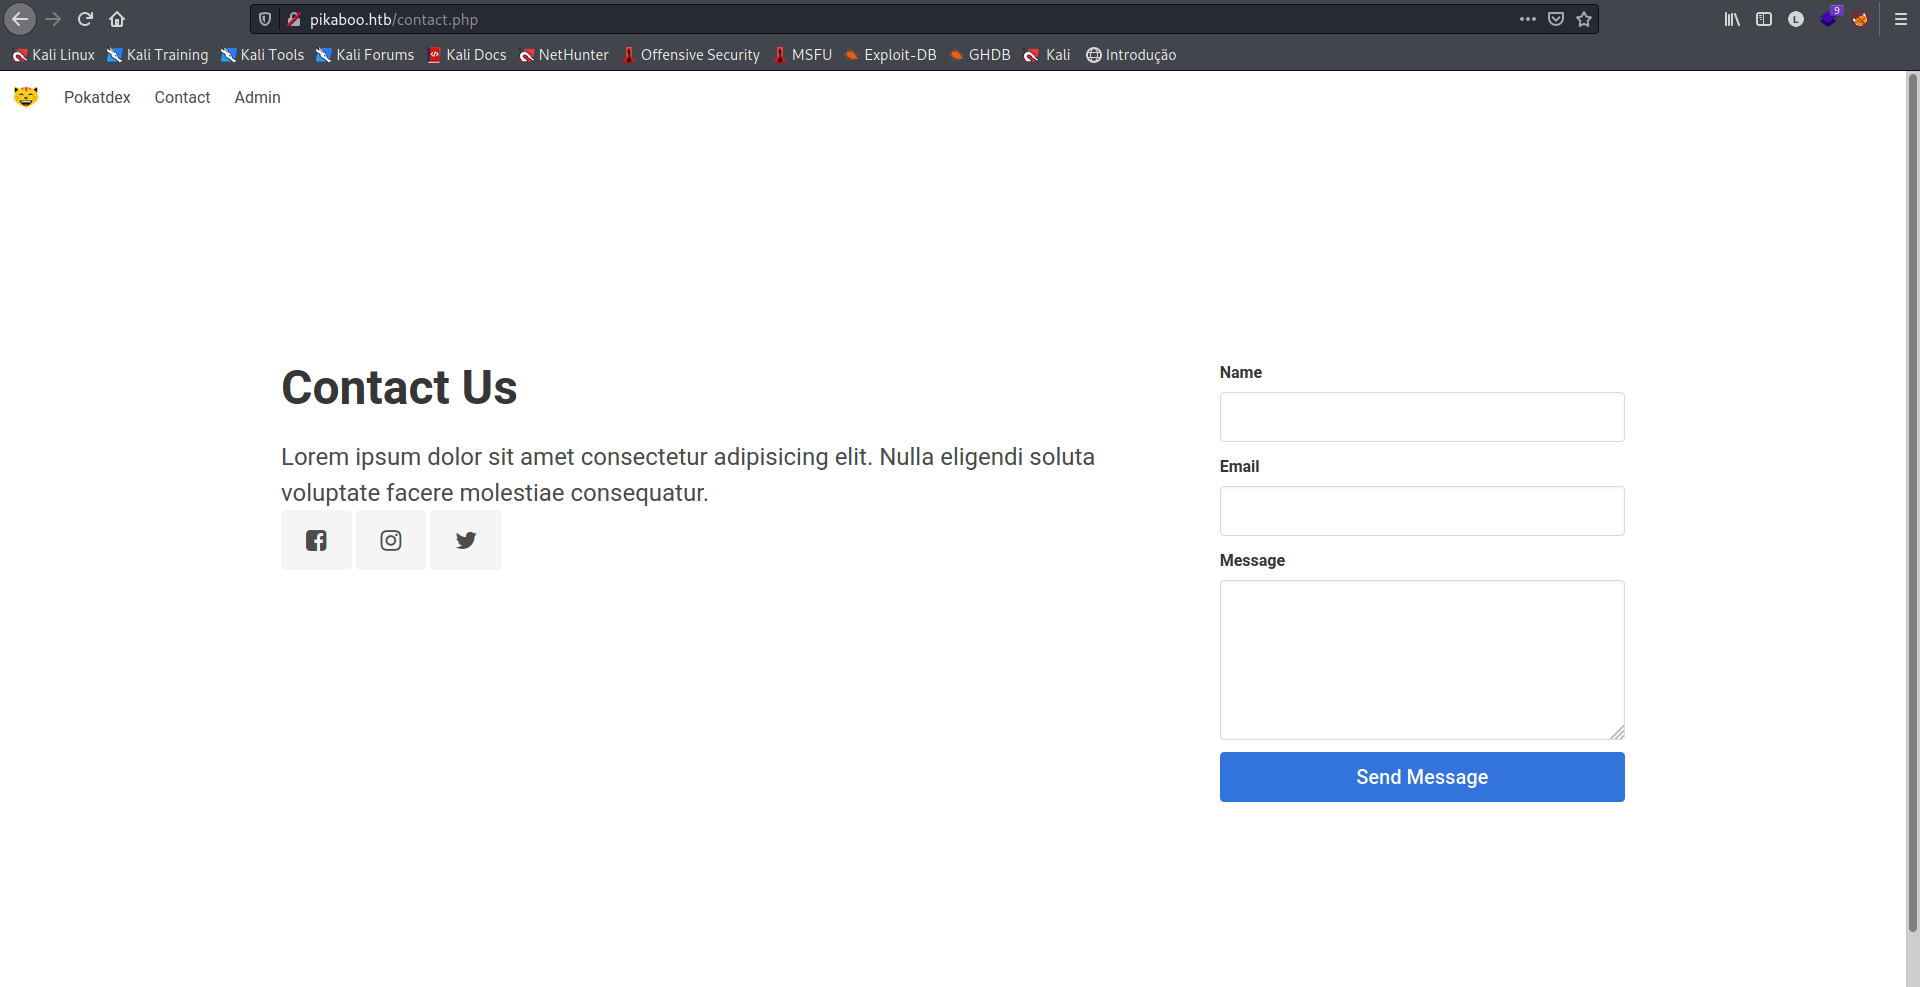 pikaboo.htb/contact.php
L
9
Kali Linux Kali Training Kali Tools Kali Forums Kali Docs NetHunter Offensive Security MSFU Exploit-DB GHDB Kali Introdução
Pokatdex Contact Admin
Contact Us
Lorem ipsum dolor sit amet consectetur adipisicing elit. Nulla eligendi soluta
voluptate facere molestiae consequatur.
Name
Email
Message
Send Message